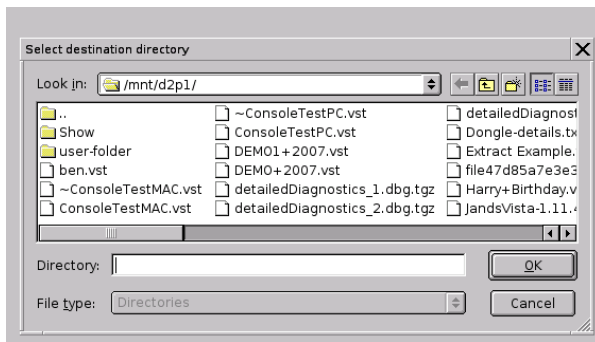 Select destination directory
Look in: /mnt/d2p1/
..
Show
user-folder
ben.vst
~ConsoleTestMAC.vst
ConsoleTestMAC.vst
~ConsoleTestPC.vst
ConsoleTestPC.vst
DEMO1+2007.vst
DEMO+2007.vst
detailedDiagnostics_1.dbg.tgz
detailedDiagnostics_2.dbg.tgz
detailedDiagnost
Dongle-details.tx
Extract Example.
file47d85a7e3e3
Harry+Birthday.v
JandsVista-1.11.4
Directory:
OK
File type: Directories
Cancel